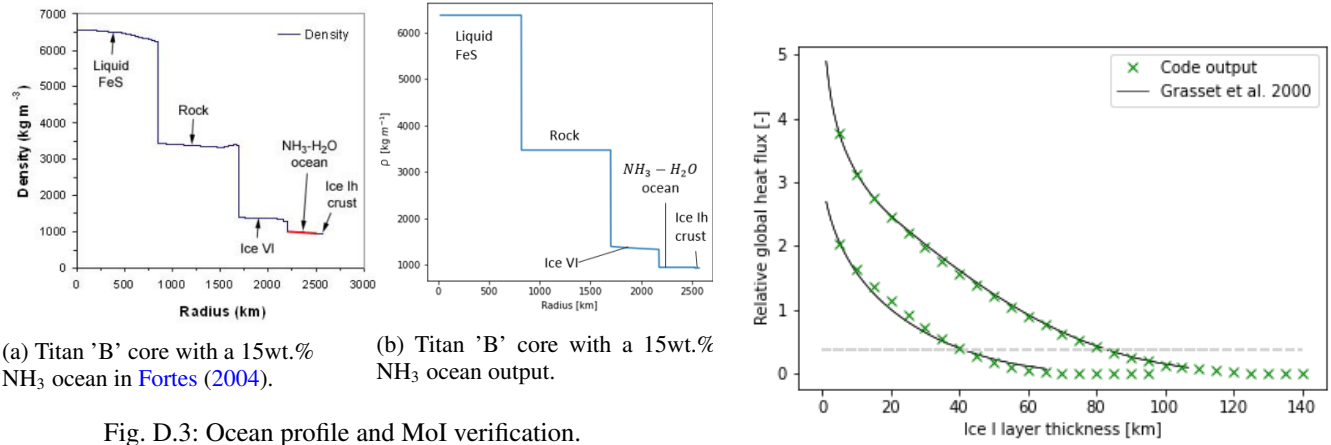 7000
6000
5000
4000
3000
2000
1000
0
Density (kg m⁻³)
Density
Liquid
FeS
Rock
NH₃-H₂O
ocean
Ice Ih
crust
Ice VI
0 500 1000 1500 2000 2500 3000
Radius (km)
(a) Titan ’B’ core with a 15wt.%
NH₃ ocean in Fortes (2004).
6000
5000
4000
3000
2000
1000
ρ [kg m⁻¹]
Liquid
FeS
Rock
NH₃ − H₂O
ocean
Ice Ih
crust
Ice VI
0 500 1000 1500 2000 2500
Radius [km]
(b) Titan ’B’ core with a 15wt.%
NH₃ ocean output.
Fig. D.3: Ocean profile and MoI verification.
5
4
3
2
1
0
Relative global heat flux [-]
Code output
Grasset et al. 2000
0 20 40 60 80 100 120 140
Ice I layer thickness [km]